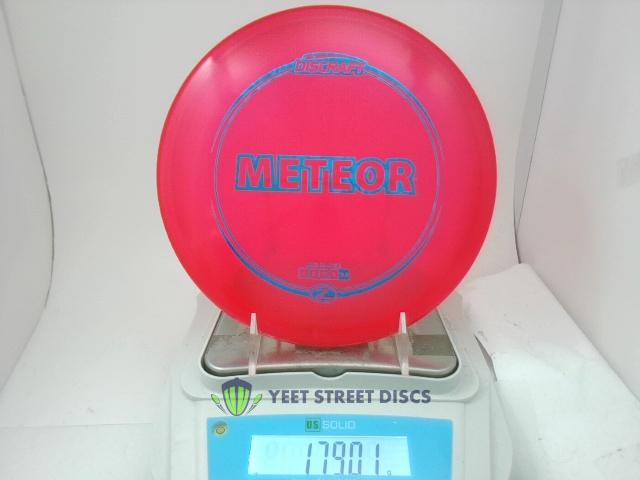 DISCRAFT
METEOR
Z
YEET STREET DISCS
US SOLID
179.01 g